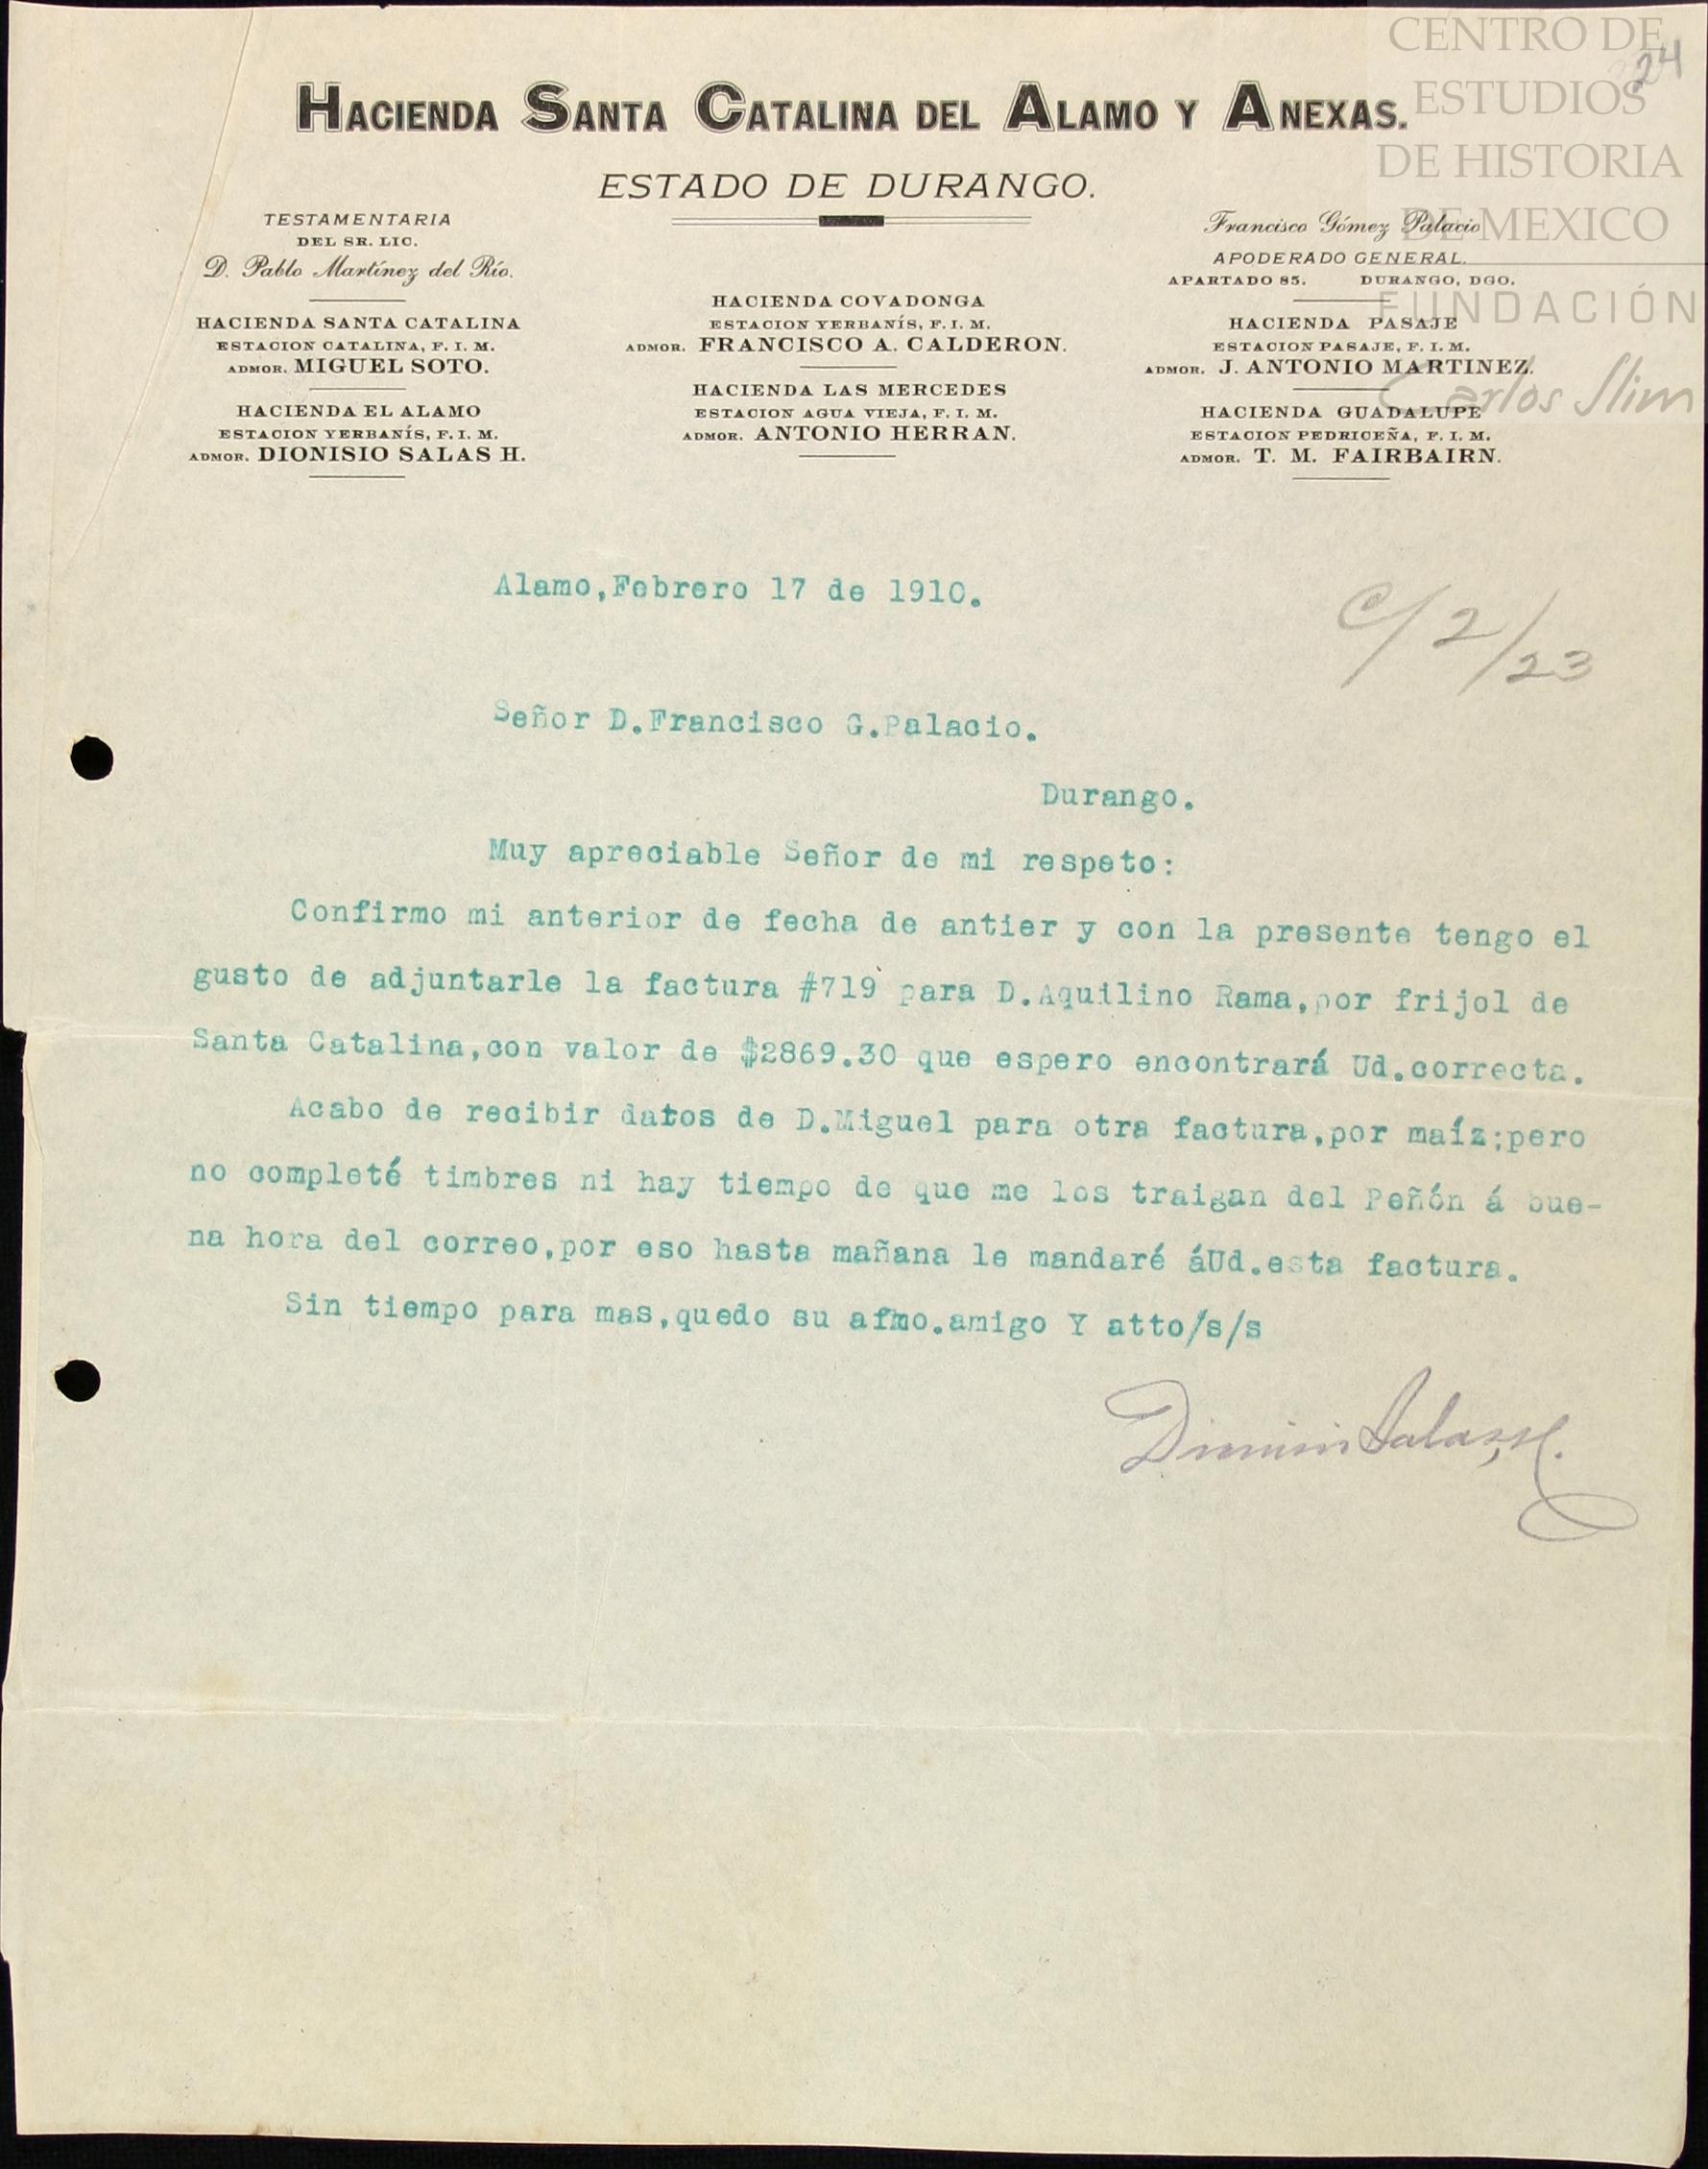 CENTRO DE
ESTUDIOS
DE HISTORIA
DE MEXICO
FUNDACIÓN
Carlos Slim
24
HACIENDA SANTA CATALINA DEL ALAMO Y ANEXAS.
ESTADO DE DURANGO.
TESTAMENTARIA
DEL SR. LIC.
D. Pablo Martínez del Río.
HACIENDA SANTA CATALINA
ESTACION CATALINA, F. I. M.
ADMOR. MIGUEL SOTO.
HACIENDA EL ALAMO
ESTACION YERBANÍS, F. I. M.
ADMOR. DIONISIO SALAS H.
HACIENDA COVADONGA
ESTACION YERBANÍS, F. I. M.
ADMOR. FRANCISCO A. CALDERON.
HACIENDA LAS MERCEDES
ESTACION AGUA VIEJA, F. I. M.
ADMOR. ANTONIO HERRAN.
Francisco Gómez Palacio
APODERADO GENERAL.
APARTADO 85. DURANGO, DGO.
HACIENDA PASAJE
ESTACION PASAJE, F. I. M.
ADMOR. J. ANTONIO MARTINEZ.
HACIENDA GUADALUPE
ESTACION PEDRICEÑA, F. I. M.
ADMOR. T. M. FAIRBAIRN.
Alamo,Febrero 17 de 1910.
C/2/23
Señor D.Francisco G.Palacio.
Durango.
Muy apreciable Señor de mi respeto:
Confirmo mi anterior de fecha de antier y con la presente tengo el
gusto de adjuntarle la factura #719 para D.Aquilino Rama,por frijol de
Santa Catalina,con valor de $2869.30 que espero encontrará Ud.correcta.
Acabo de recibir datos de D.Miguel para otra factura,por maíz;pero
no completé timbres ni hay tiempo de que me los traigan del Peñón á bue-
na hora del correo,por eso hasta mañana le mandaré áUd.esta factura.
Sin tiempo para mas,quedo su afmo.amigo Y atto/s/s
Dionisio Salas H.